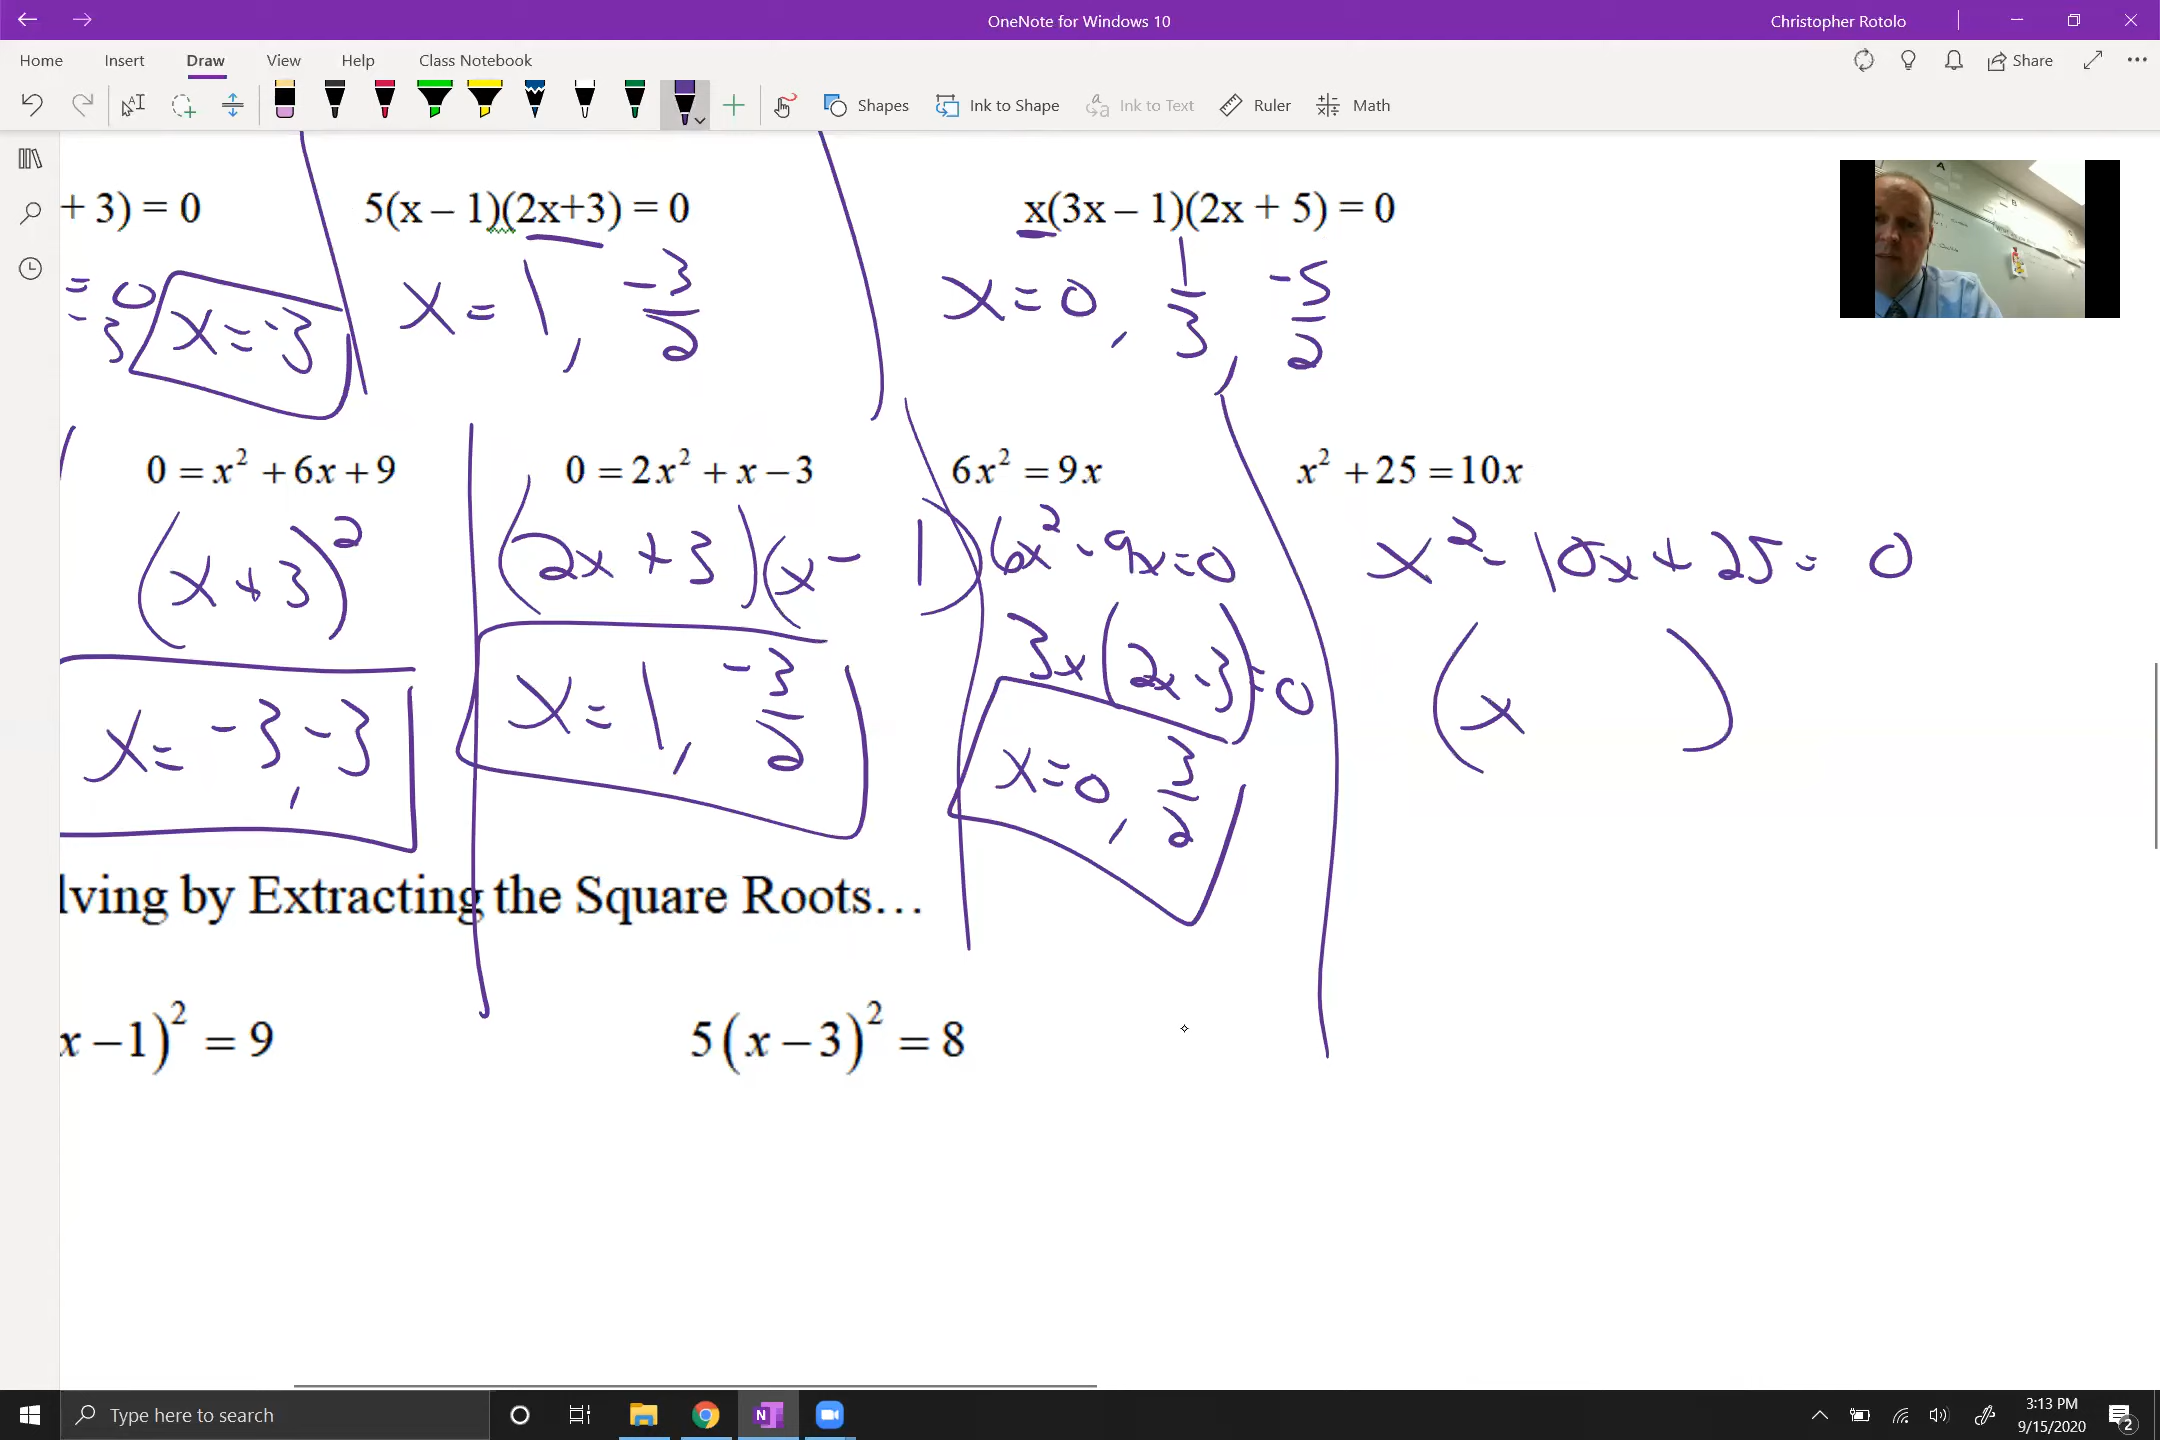 OneNote for Windows 10
Christopher Rotolo
Home Insert Draw View Help Class Notebook
Share
Shapes Ink to Shape Ink to Text Ruler Math
+ 3) = 0
5(x – 1)(2x+3) = 0
x(3x – 1)(2x + 5) = 0
= 0
-3
x = -3
x = 1, -3/2
x = 0, 1/3, -5/2
0 = x² + 6x + 9
0 = 2x² + x − 3
6x² = 9x
x² + 25 = 10x
(x + 3)²
(2x + 3)(x - 1)
6x² - 9x = 0
x² - 10x + 25 = 0
3x(2x - 3) = 0
(x )
x = -3, -3
x = 1, -3/2
x = 0, 3/2
lving by Extracting the Square Roots…
x − 1)² = 9
5(x − 3)² = 8
Type here to search
3:13 PM
9/15/2020
2